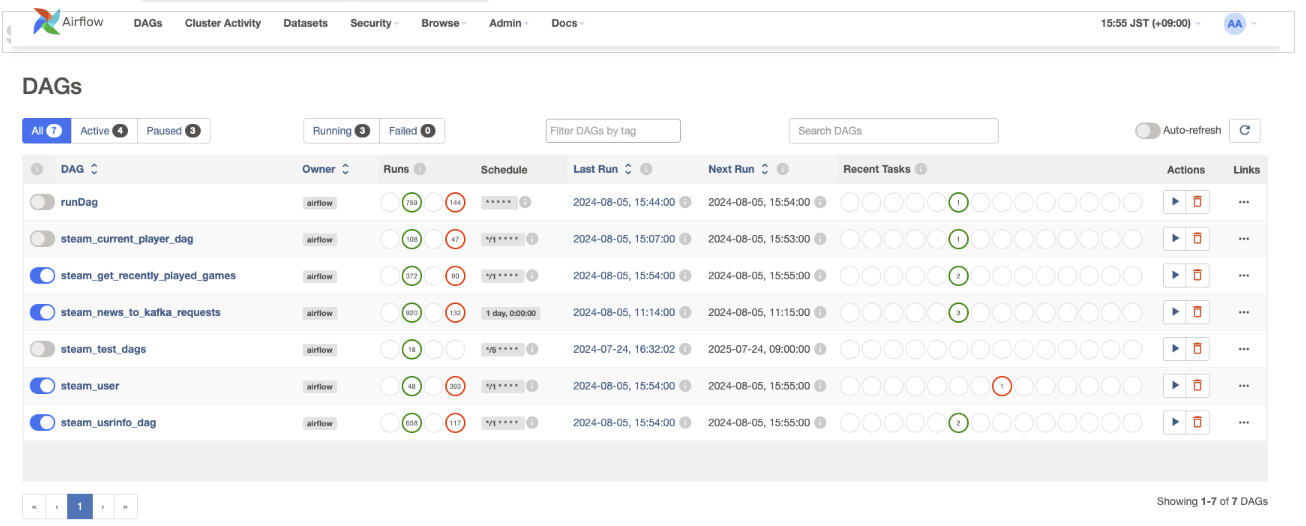 Airflow DAGs Cluster Activity Datasets Security Browse Admin Docs 15:55 JST (+09:00) AA
DAGs
All 7 Active 4 Paused 3 Running 3 Failed 0 Filter DAGs by tag Search DAGs Auto-refresh
DAG Owner Runs Schedule Last Run Next Run Recent Tasks Actions Links
runDag airflow 759 144 * * * * * 2024-08-05, 15:44:00 2024-08-05, 15:54:00 1
steam_current_player_dag airflow 108 47 */1 * * * * 2024-08-05, 15:07:00 2024-08-05, 15:53:00 1
steam_get_recently_played_games airflow 372 90 */1 * * * * 2024-08-05, 15:54:00 2024-08-05, 15:55:00 2
steam_news_to_kafka_requests airflow 920 132 1 day, 0:00:00 2024-08-05, 11:14:00 2024-08-05, 11:15:00 3
steam_test_dags airflow 18 */5 * * * * 2024-07-24, 16:32:02 2025-07-24, 09:00:00
steam_user airflow 48 393 */1 * * * * 2024-08-05, 15:54:00 2024-08-05, 15:55:00 1
steam_usrinfo_dag airflow 658 117 */1 * * * * 2024-08-05, 15:54:00 2024-08-05, 15:55:00 2
« ‹ 1 › » Showing 1-7 of 7 DAGs